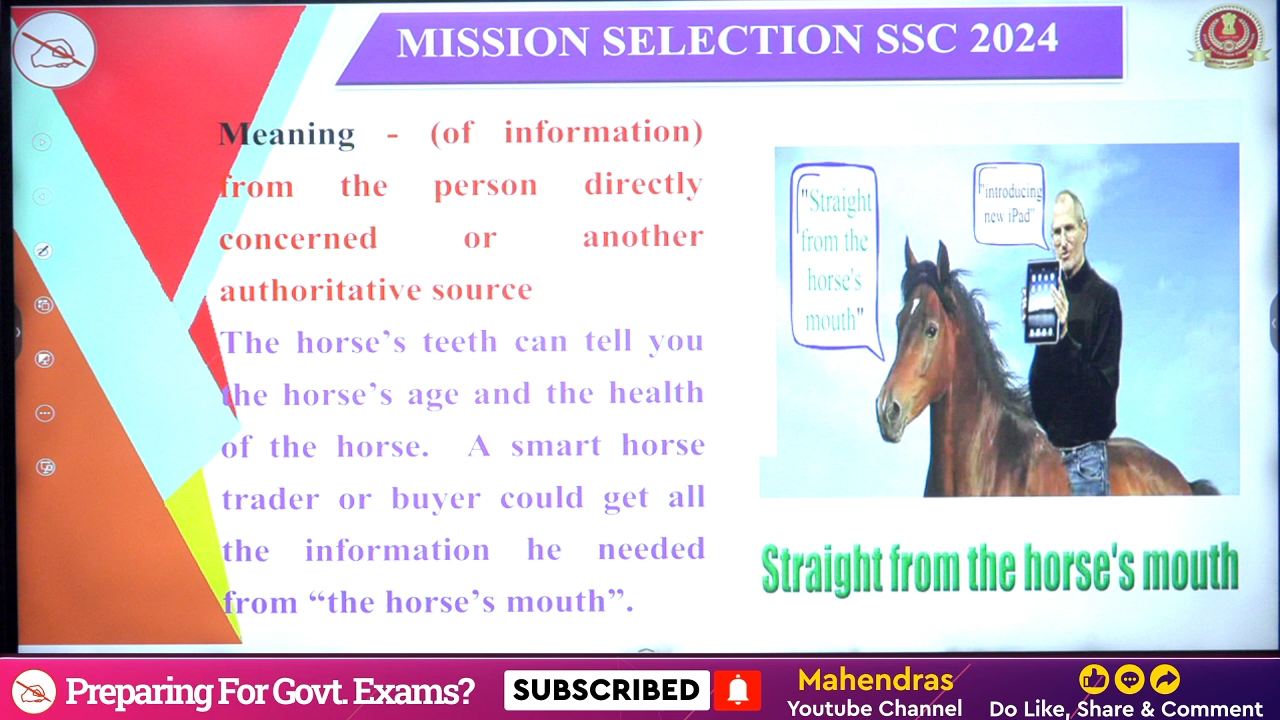 MISSION SELECTION SSC 2024
Meaning - (of information)
from the person directly
concerned or another
authoritative source
The horse's teeth can tell you
the horse's age and the health
of the horse. A smart horse
trader or buyer could get all
the information he needed
from “the horse's mouth”.
"Straight
from the
horse's
mouth"
"introducing
new iPad"
Straight from the horse's mouth
Preparing For Govt. Exams?
SUBSCRIBED
Mahendras
Youtube Channel
Do Like, Share & Comment